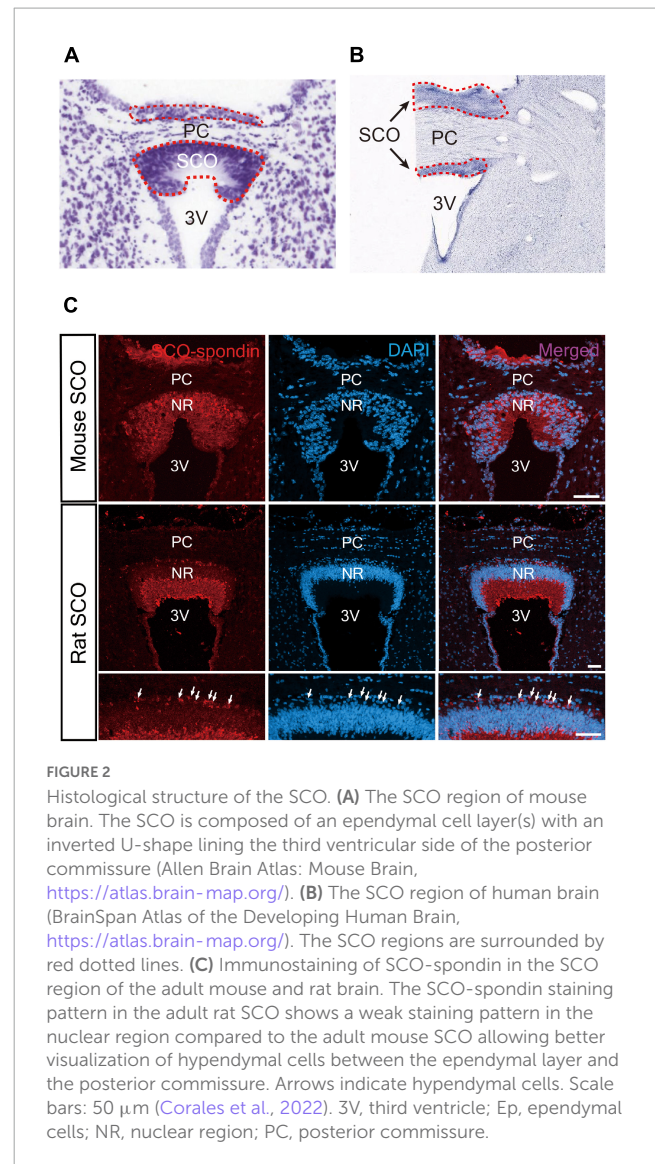 A
B
PC
SCO
3V
SCO
PC
3V
C
Mouse SCO
SCO-spondin
DAPI
Merged
PC
PC
PC
NR
NR
NR
3V
3V
3V
Rat SCO
PC
PC
PC
NR
NR
NR
3V
3V
3V
FIGURE 2
Histological structure of the SCO. (A) The SCO region of mouse
brain. The SCO is composed of an ependymal cell layer(s) with an
inverted U-shape lining the third ventricular side of the posterior
commissure (Allen Brain Atlas: Mouse Brain,
https://atlas.brain-map.org/). (B) The SCO region of human brain
(BrainSpan Atlas of the Developing Human Brain,
https://atlas.brain-map.org/). The SCO regions are surrounded by
red dotted lines. (C) Immunostaining of SCO-spondin in the SCO
region of the adult mouse and rat brain. The SCO-spondin staining
pattern in the adult rat SCO shows a weak staining pattern in the
nuclear region compared to the adult mouse SCO allowing better
visualization of hypendymal cells between the ependymal layer and
the posterior commissure. Arrows indicate hypendymal cells. Scale
bars: 50 μm (Corales et al., 2022). 3V, third ventricle; Ep, ependymal
cells; NR, nuclear region; PC, posterior commissure.